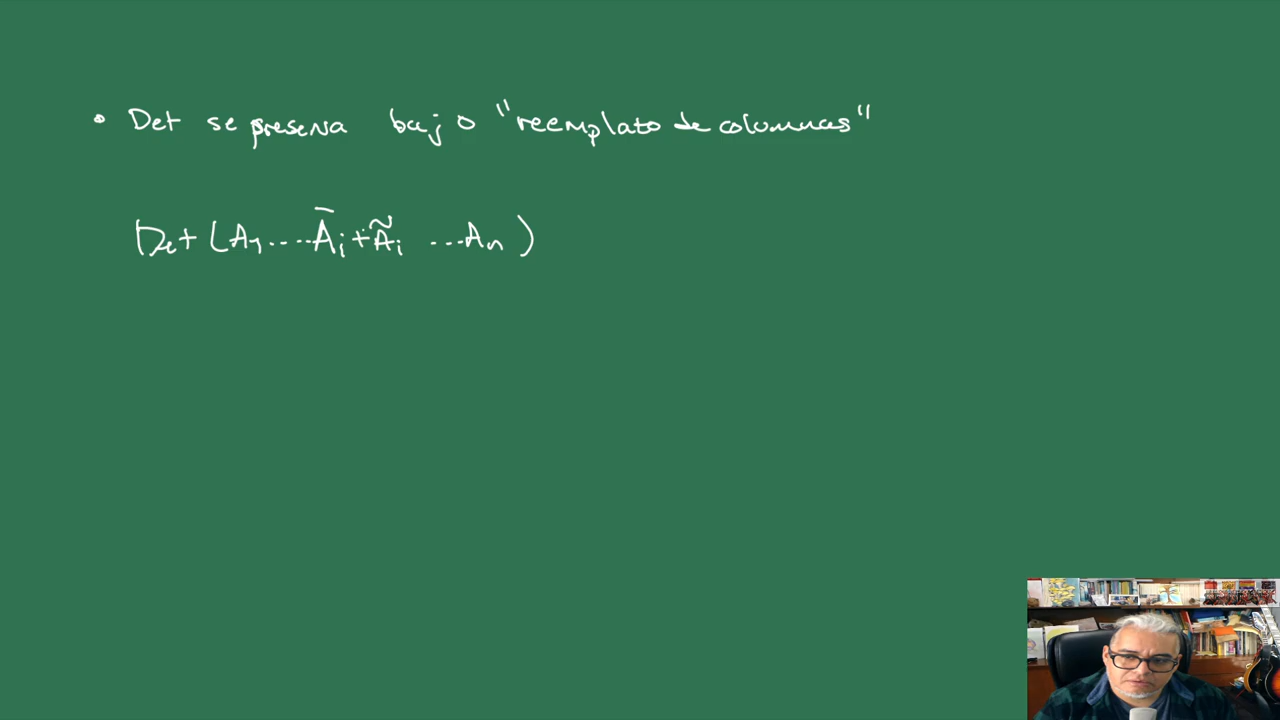 • Det se preserva bajo "reemplazo de columnas"
Det (A₁....Āᵢ+Ãᵢ ...Aₙ)